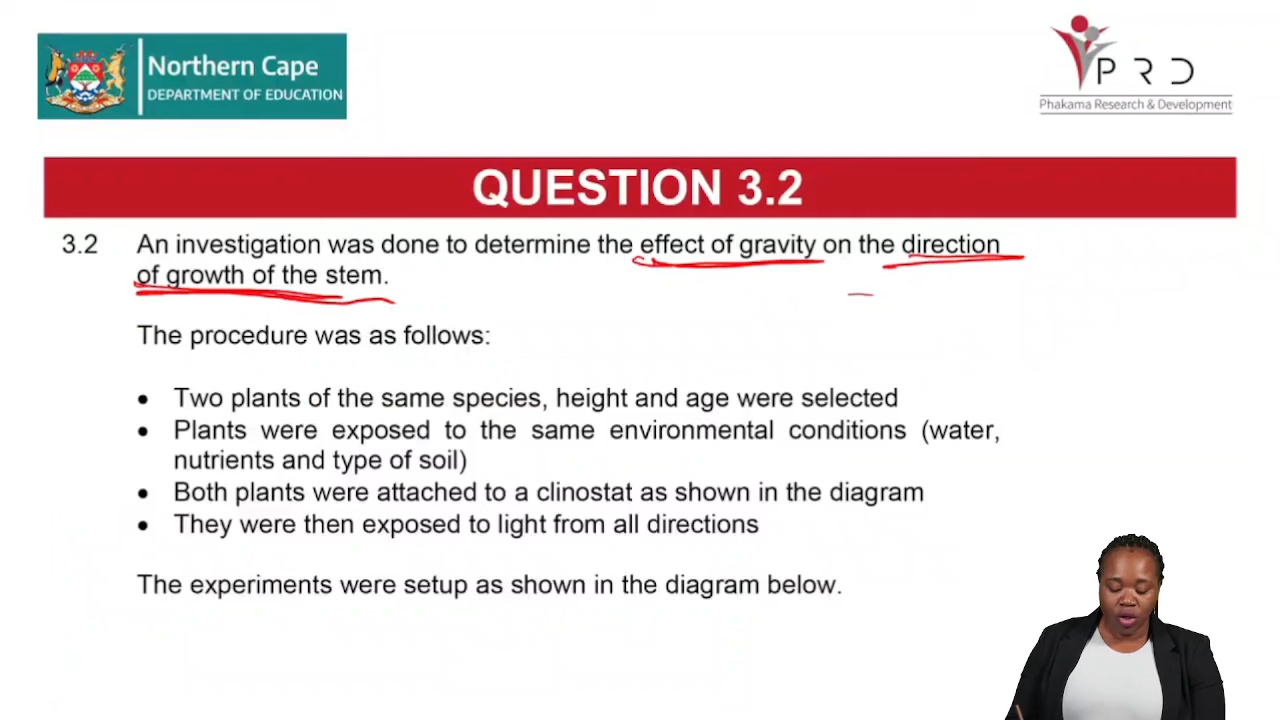 Northern Cape
DEPARTMENT OF EDUCATION
PRD
Phakama Research & Development
QUESTION 3.2
3.2 An investigation was done to determine the effect of gravity on the direction
of growth of the stem.
The procedure was as follows:
• Two plants of the same species, height and age were selected
• Plants were exposed to the same environmental conditions (water,
nutrients and type of soil)
• Both plants were attached to a clinostat as shown in the diagram
• They were then exposed to light from all directions
The experiments were setup as shown in the diagram below.